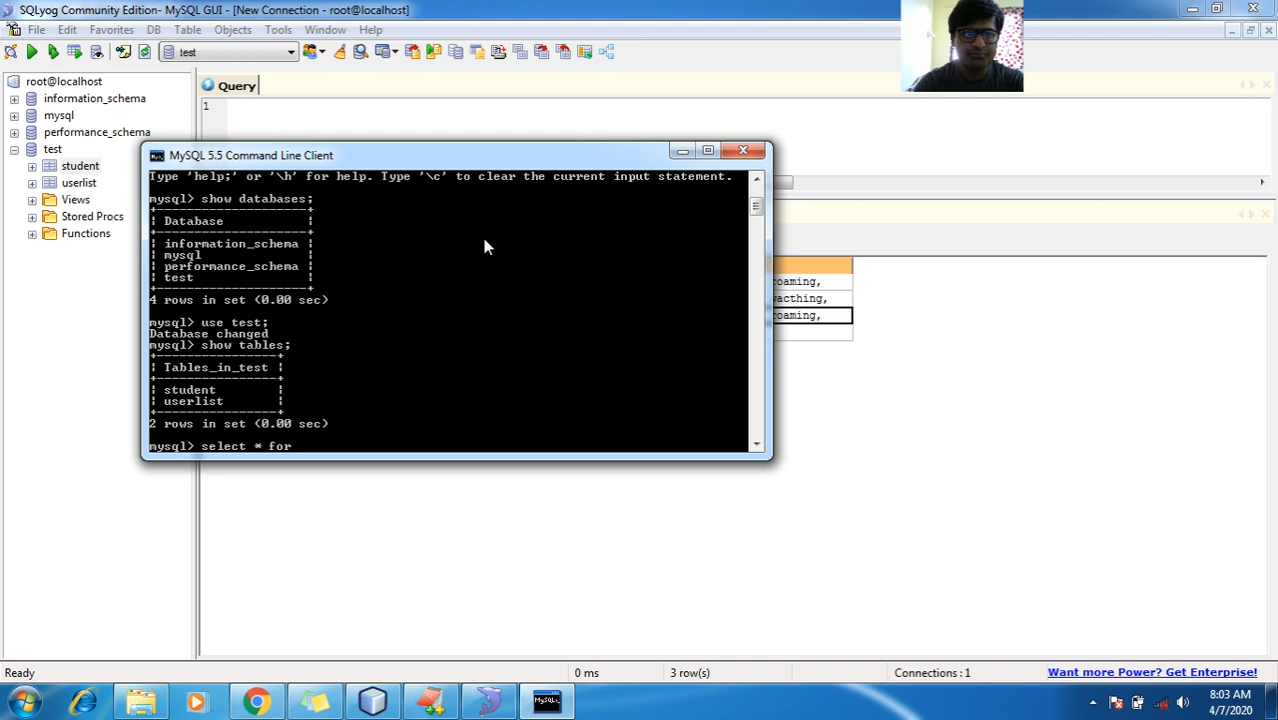 SQLyog Community Edition- MySQL GUI - [New Connection - root@localhost]
File Edit Favorites DB Table Objects Tools Window Help
test
root@localhost
information_schema
mysql
performance_schema
test
student
userlist
Views
Stored Procs
Functions
Query
1
MySQL 5.5 Command Line Client
Type 'help;' or '\h' for help. Type '\c' to clear the current input statement.
mysql> show databases;
+--------------------+
| Database           |
+--------------------+
| information_schema |
| mysql              |
| performance_schema |
| test               |
+--------------------+
4 rows in set (0.00 sec)
mysql> use test;
Database changed
mysql> show tables;
+----------------+
| Tables_in_test |
+----------------+
| student        |
| userlist       |
+----------------+
2 rows in set (0.00 sec)
mysql> select * for
roaming,
wacthing,
roaming,
Ready 0 ms 3 row(s) Connections : 1 Want more Power? Get Enterprise!
8:03 AM
4/7/2020